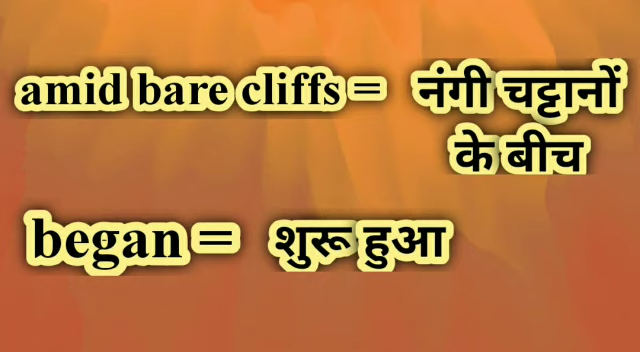 amid bare cliffs = नंगी चट्टानों
के बीच
began = शुरू हुआ